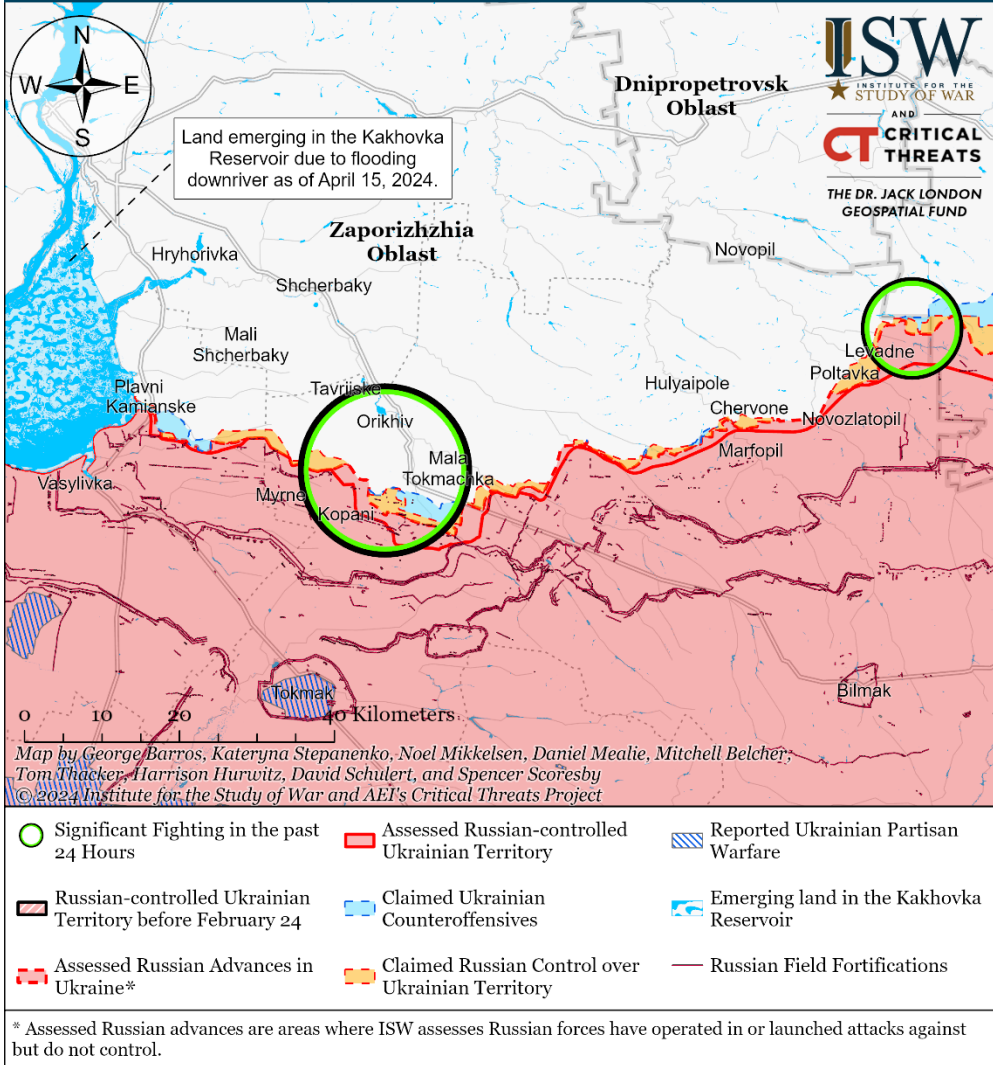 N
W E
S
ISW
INSTITUTE FOR THE
STUDY OF WAR
AND
CT CRITICAL
THREATS
THE DR. JACK LONDON
GEOSPATIAL FUND
Dnipropetrovsk
Oblast
Land emerging in the Kakhovka
Reservoir due to flooding
downriver as of April 15, 2024.
Zaporizhzhia
Oblast
Hryhorivka
Novopil
Shcherbaky
Mali
Shcherbaky
Levadne
Poltavka
Plavni
Kamianske
Tavrijske
Hulyaipole
Orikhiv
Chervone
Novozlatopil
Mala
Tokmachka
Marfopil
Vasylivka
Myrne
Kopani
Tokmak
Bilmak
0 10 20 40 Kilometers
Map by George Barros, Kateryna Stepanenko, Noel Mikkelsen, Daniel Mealie, Mitchell Belcher,
Tom Thacker, Harrison Hurwitz, David Schulert, and Spencer Scoresby
© 2024 Institute for the Study of War and AEI's Critical Threats Project
Significant Fighting in the past
24 Hours
Assessed Russian-controlled
Ukrainian Territory
Reported Ukrainian Partisan
Warfare
Russian-controlled Ukrainian
Territory before February 24
Claimed Ukrainian
Counteroffensives
Emerging land in the Kakhovka
Reservoir
Assessed Russian Advances in
Ukraine*
Claimed Russian Control over
Ukrainian Territory
Russian Field Fortifications
* Assessed Russian advances are areas where ISW assesses Russian forces have operated in or launched attacks against
but do not control.